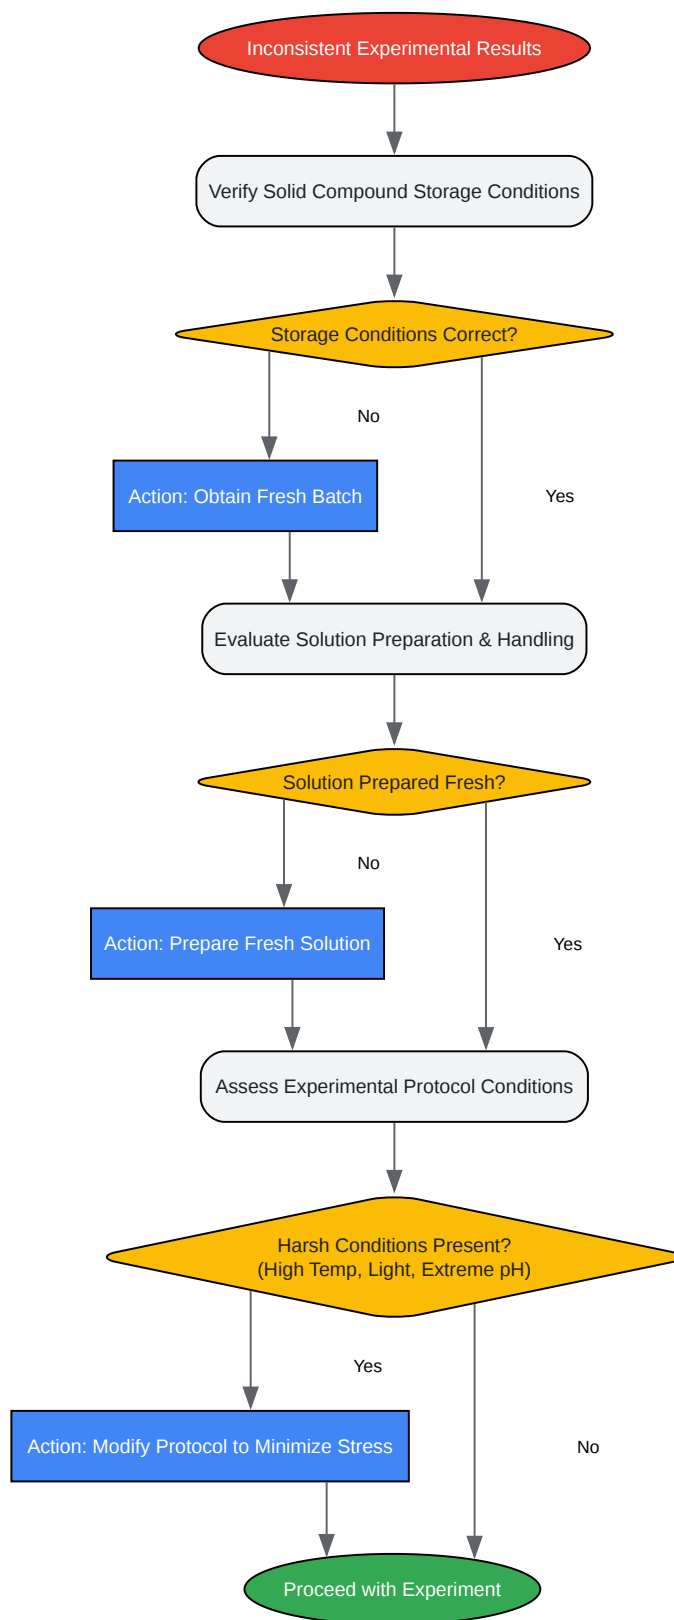 Inconsistent Experimental Results
Verify Solid Compound Storage Conditions
Storage Conditions Correct?
No
Action: Obtain Fresh Batch
Yes
Evaluate Solution Preparation & Handling
Solution Prepared Fresh?
No
Action: Prepare Fresh Solution
Yes
Assess Experimental Protocol Conditions
Harsh Conditions Present?
(High Temp, Light, Extreme pH)
Yes
Action: Modify Protocol to Minimize Stress
No
Proceed with Experiment